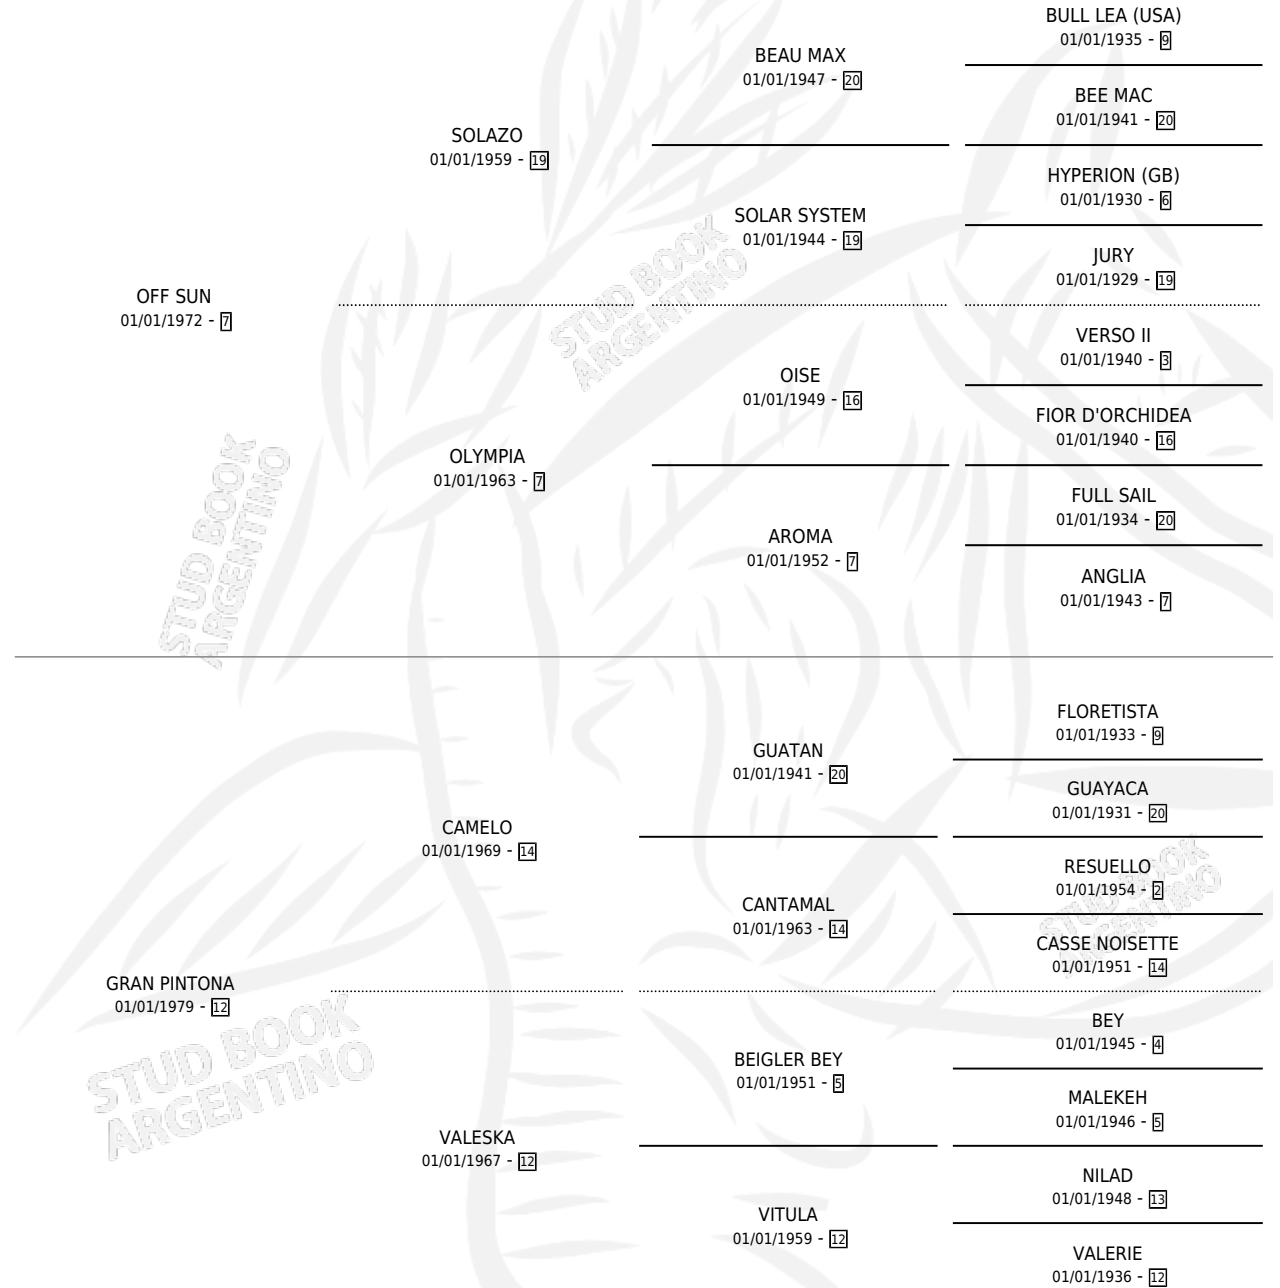 BULL LEA (USA)
01/01/1935 - 9
BEAU MAX
01/01/1947 - 20
BEE MAC
01/01/1941 - 20
SOLAZO
01/01/1959 - 19
HYPERION (GB)
01/01/1930 - 6
SOLAR SYSTEM
01/01/1944 - 19
JURY
01/01/1929 - 19
OFF SUN
01/01/1972 - 7
VERSO II
01/01/1940 - 3
OISE
01/01/1949 - 16
FIOR D'ORCHIDEA
01/01/1940 - 16
OLYMPIA
01/01/1963 - 7
FULL SAIL
01/01/1934 - 20
AROMA
01/01/1952 - 7
ANGLIA
01/01/1943 - 7
FLORETISTA
01/01/1933 - 9
GUATAN
01/01/1941 - 20
GUAYACA
01/01/1931 - 20
CAMELO
01/01/1969 - 14
RESUELLO
01/01/1954 - 2
CANTAMAL
01/01/1963 - 14
CASSE NOISETTE
01/01/1951 - 14
GRAN PINTONA
01/01/1979 - 12
BEY
01/01/1945 - 4
BEIGLER BEY
01/01/1951 - 5
MALEKEH
01/01/1946 - 5
VALESKA
01/01/1967 - 12
NILAD
01/01/1948 - 13
VITULA
01/01/1959 - 12
VALERIE
01/01/1936 - 12
STUD BOOK
ARGENTINO
STUD BOOK
ARGENTINO
STUD BOOK
ARGENTINO
STUD BOOK
ARGENTINO